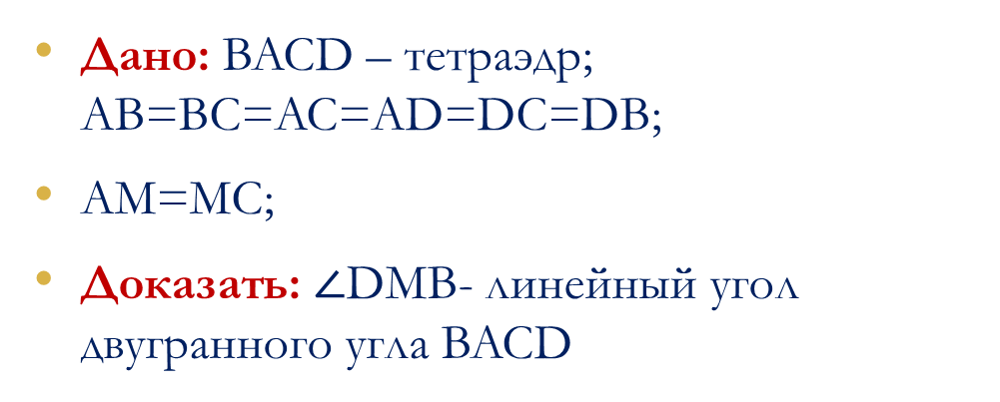 • Дано: BACD – тетраэдр;
AB=BC=AC=AD=DC=DB;
• AM=MC;
• Доказать: ∠DMB- линейный угол
двугранного угла BACD